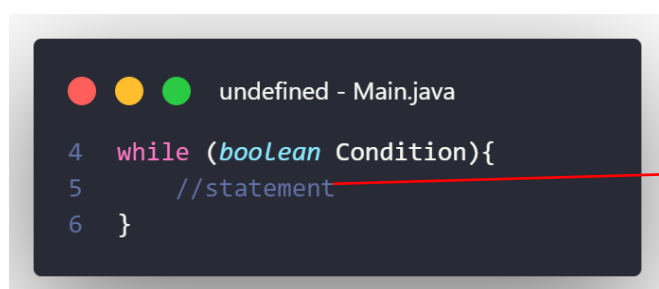 undefined - Main.java
4 while (boolean Condition){
5     //statement
6 }